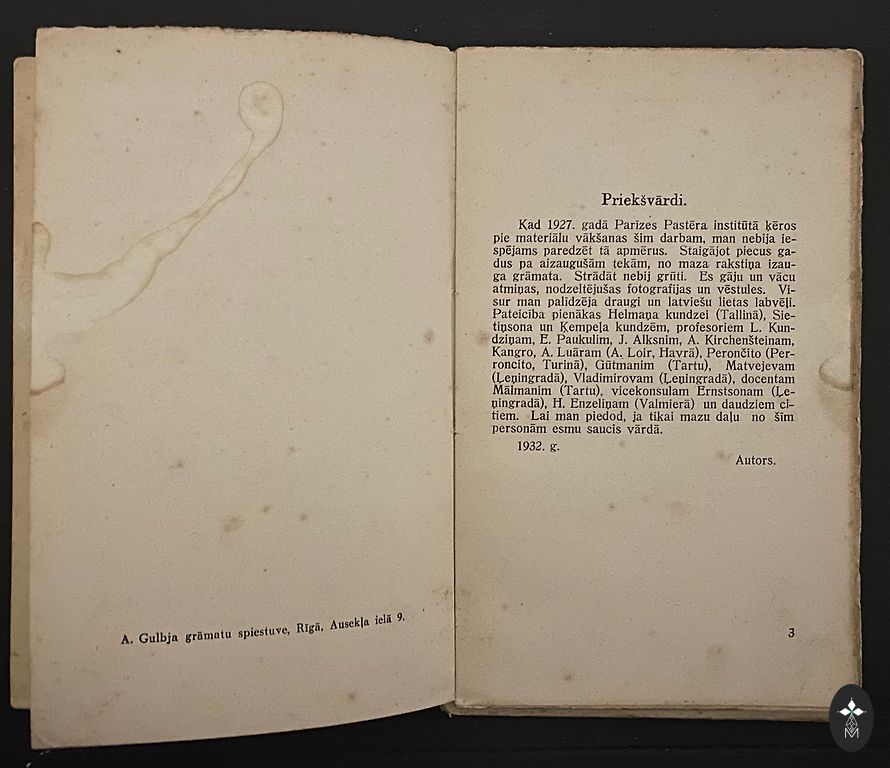 A. Gulbja grāmatu spiestuve, Rīgā, Ausekļa ielā 9.
Priekšvārdi.
Kad 1927. gadā Parīzes Pastēra institūtā ķēros
pie materiālu vākšanas šim darbam, man nebija ie-
spējams paredzēt tā apmērus. Staigājot piecus ga-
dus pa aizaugušām tekām, no maza rakstiņa izau-
ga grāmata. Strādāt nebij grūti. Es gāju un vācu
atmiņas, nodzeltējušas fotografijas un vēstules. Vi-
sur man palīdzēja draugi un latviešu lietas labvēļi.
Pateicība pienākas Helmaņa kundzei (Tallinā), Sie-
tiņsona un Ķempeļa kundzēm, profesoriem L. Kun-
dziņam, E. Paukulim, J. Alksnim, A. Kirchenšteinam,
Kangro, A. Luāram (A. Loir, Havrā), Perončito (Per-
roncito, Turinā), Gūtmanim (Tartu), Matvejevam
(Ļeņingradā), Vladimirovam (Ļeņingradā), docentam
Mālmanim (Tartu), vicekonsulam Ernstsonam (Ļe-
ņingradā), H. Enzeliņam (Valmierā) un daudziem ci-
tiem. Lai man piedod, ja tikai mazu daļu no šīm
personām esmu saucis vārdā.
1932. g.
Autors.
3
M